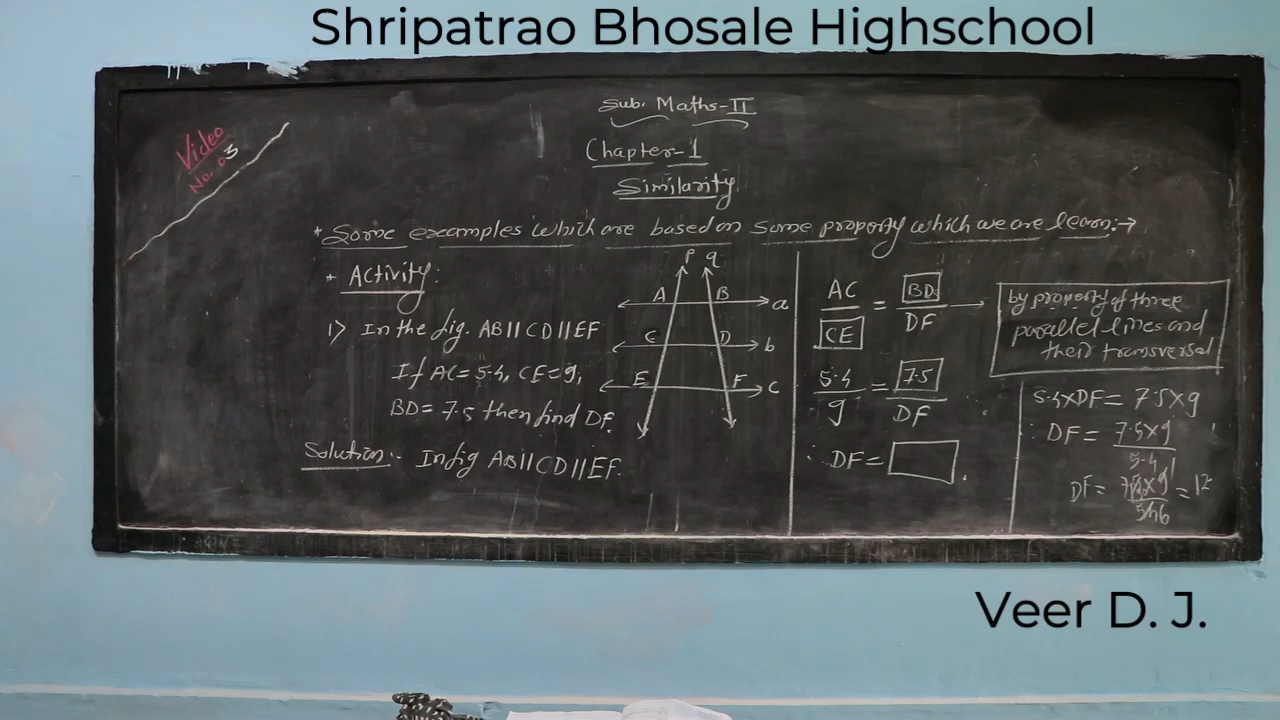 Shripatrao Bhosale Highschool
Sub. Maths-II
Video
No. 03
Chapter-1
Similarity
* Some examples which are based on some property which we are learn:→
* Activity:
1) In the fig. AB∥CD∥EF
If AC = 5.4, CE = 9,
BD = 7.5 then find DF.
Solution:- In fig AB∥CD∥EF.
p q
A B a
C D b
E F c
AC/CE = BD/DF →
by property of three
parallel lines and
their transversal
5.4/9 = 7.5/DF
∴ DF = .
5.4×DF = 7.5×9
∴ DF = 7.5×9/5.4
DF =
Veer D. J.